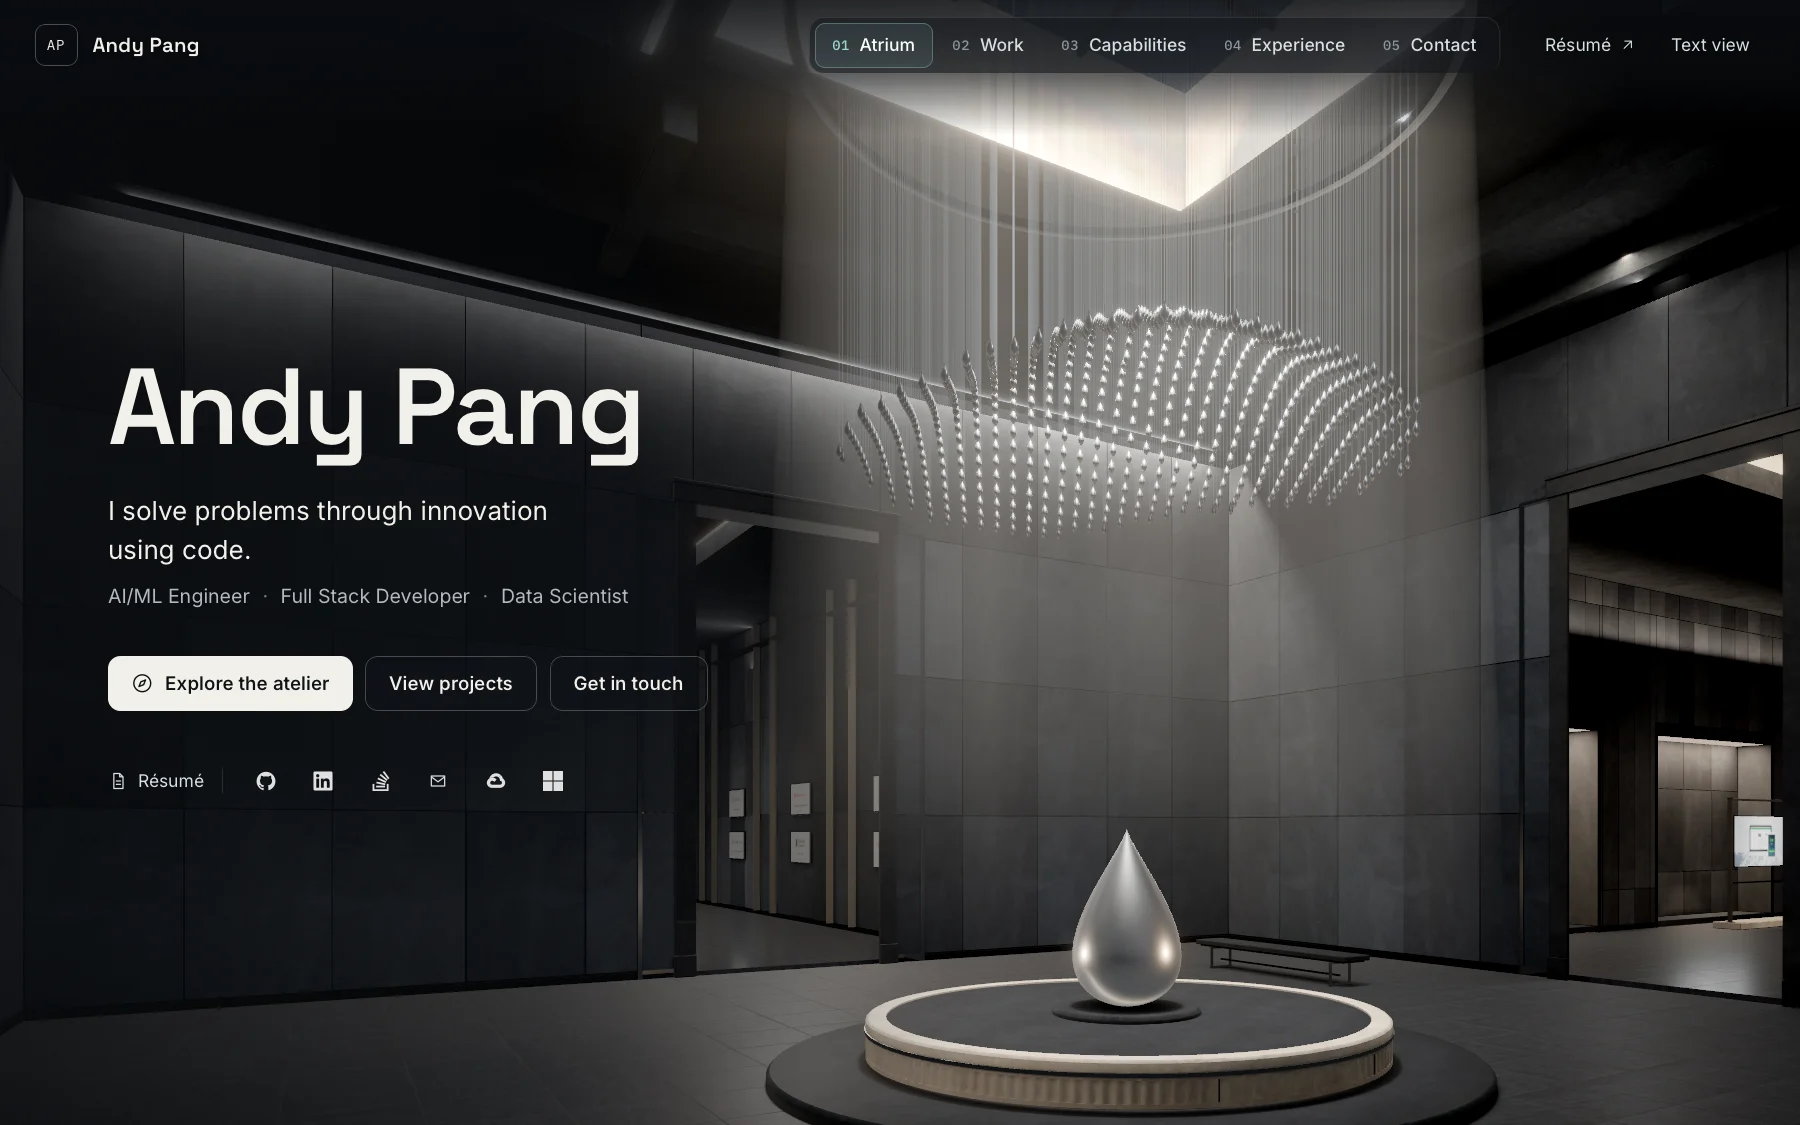 AP
Andy Pang
01 Atrium
02 Work
03 Capabilities
04 Experience
05 Contact
Résumé
Text view
Andy Pang
I solve problems through innovation
using code.
AI/ML Engineer · Full Stack Developer · Data Scientist
Explore the atelier
View projects
Get in touch
Résumé